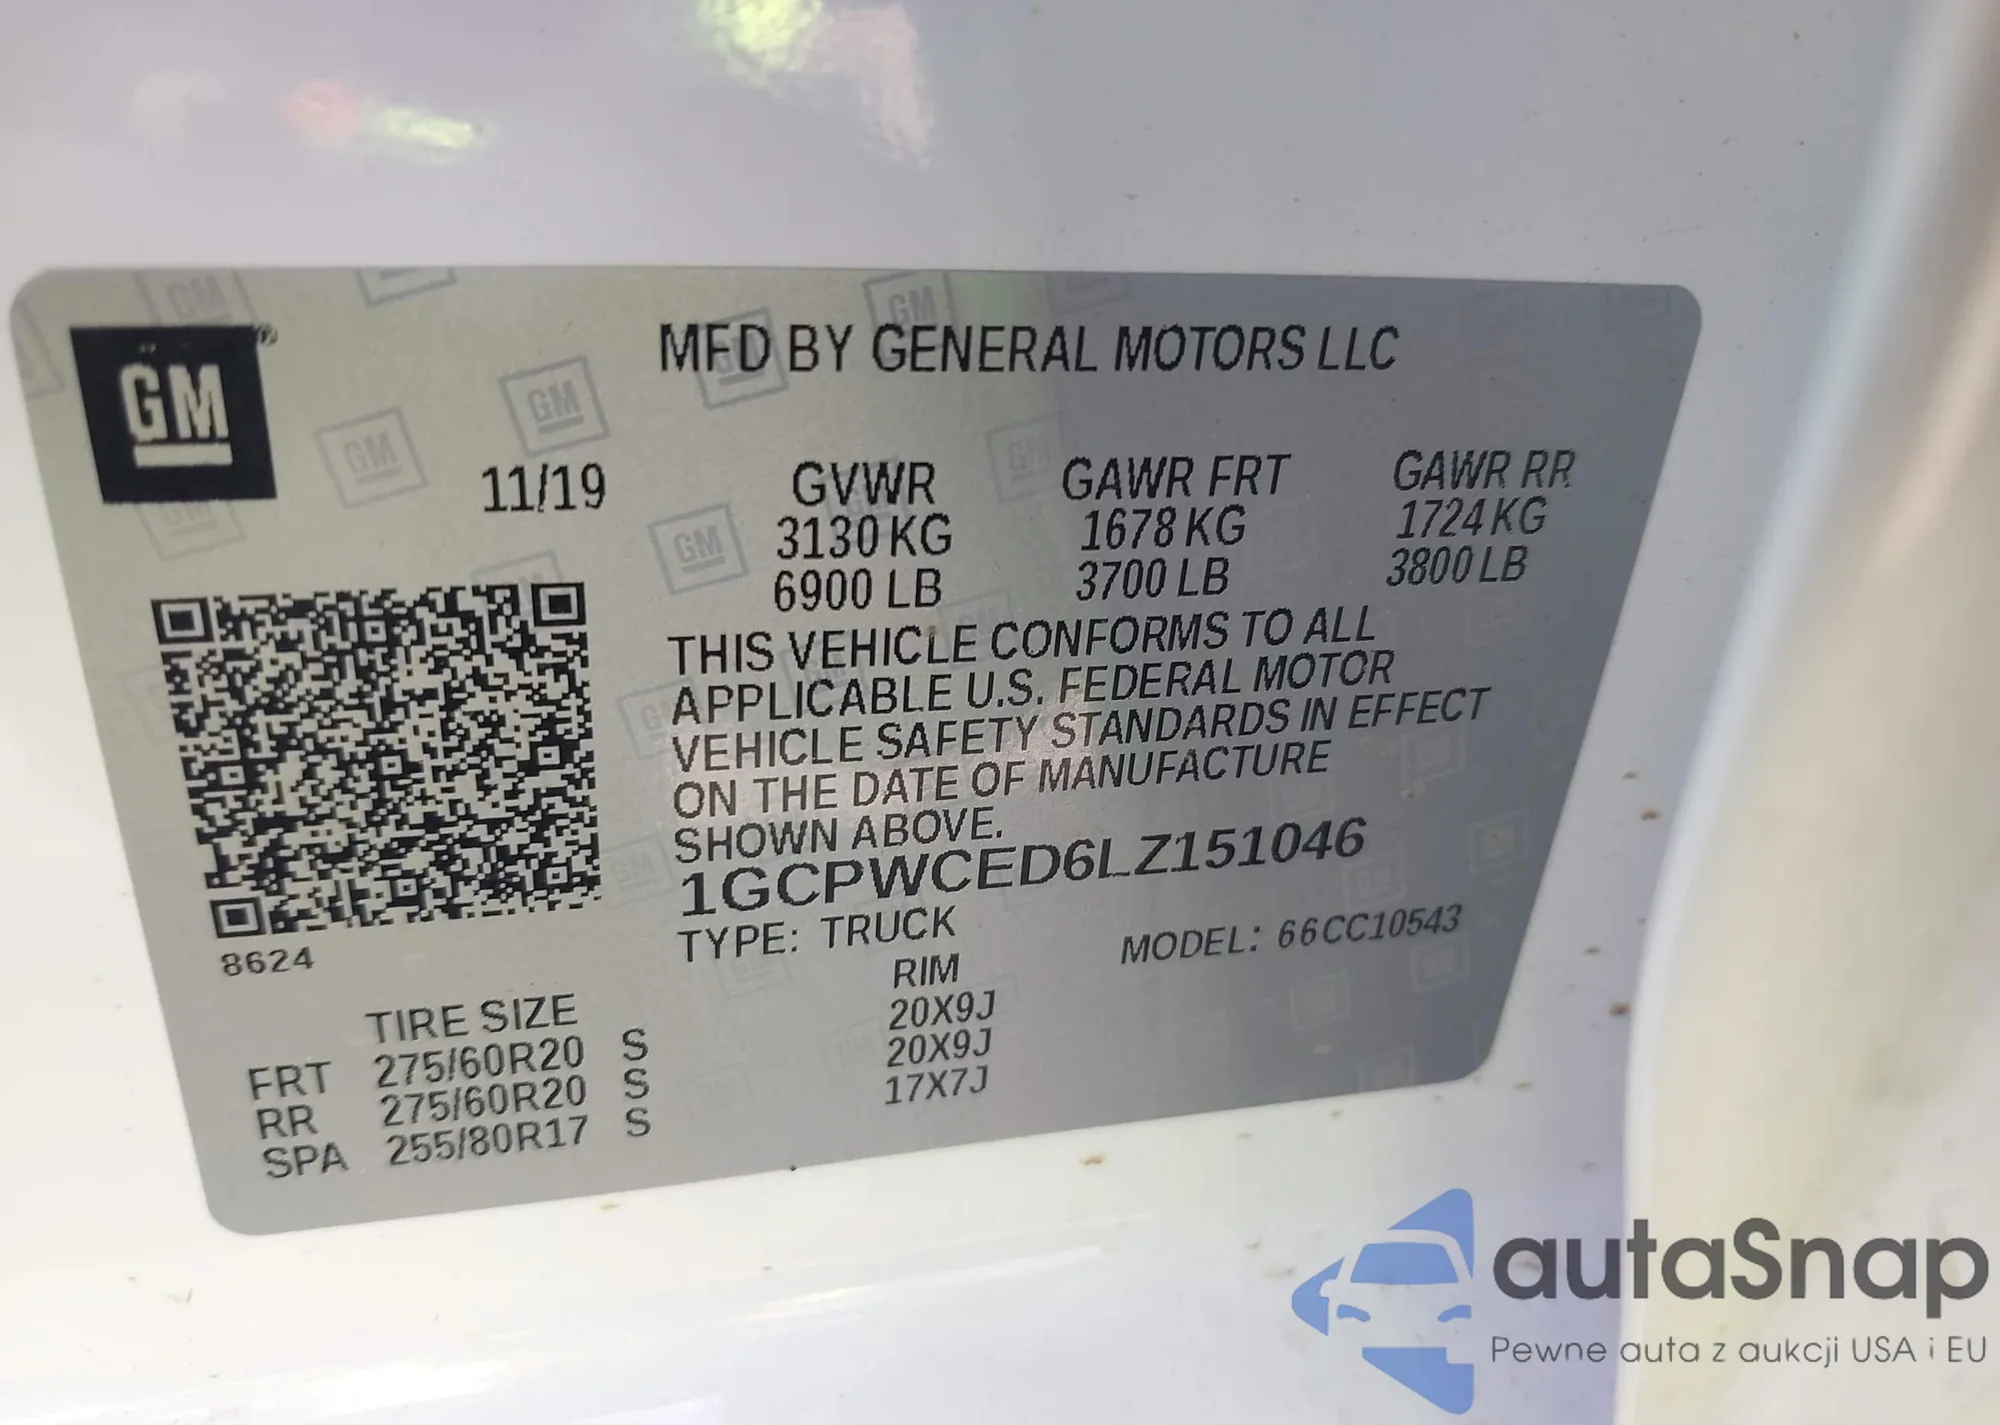 GM®
MFD BY GENERAL MOTORS LLC
11/19 GVWR GAWR FRT GAWR RR
3130 KG 1678 KG 1724 KG
6900 LB 3700 LB 3800 LB
THIS VEHICLE CONFORMS TO ALL
APPLICABLE U.S. FEDERAL MOTOR
VEHICLE SAFETY STANDARDS IN EFFECT
ON THE DATE OF MANUFACTURE
SHOWN ABOVE.
1GCPWCED6LZ151046
TYPE: TRUCK MODEL: 66CC10543
8624
TIRE SIZE RIM
FRT 275/60R20 S 20X9J
RR 275/60R20 S 20X9J
SPA 255/80R17 S 17X7J
autaSnap
Pewne auta z aukcji USA i EU